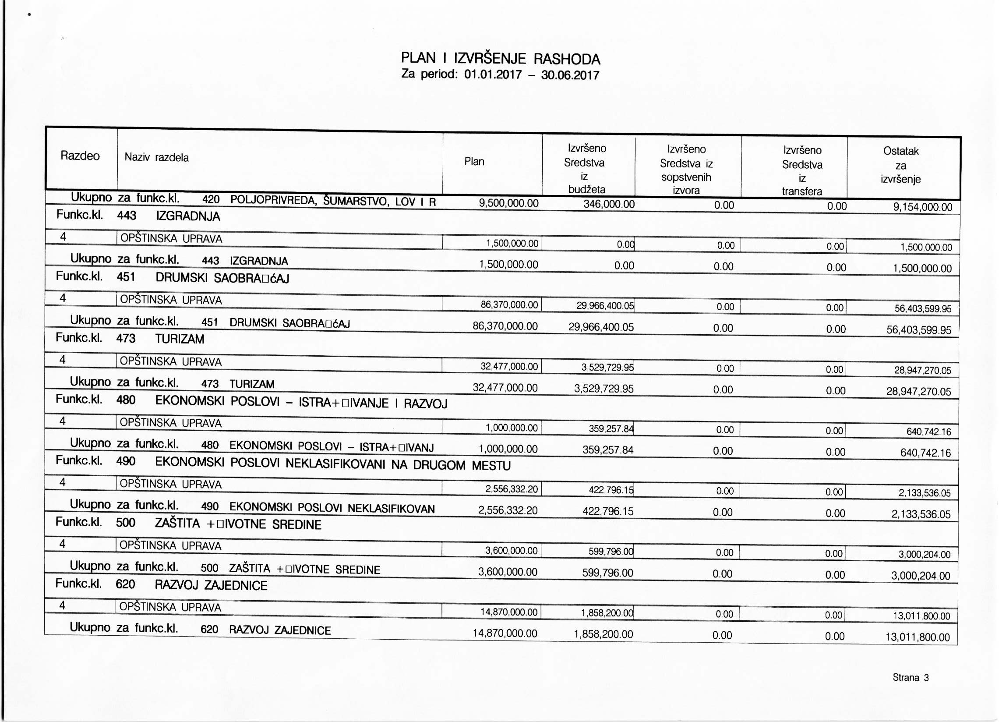 PLAN I IZVRŠENJE RASHODA
Za period: 01.01.2017 – 30.06.2017
Razdeo Naziv razdela Plan Izvršeno Sredstva iz budžeta Izvršeno Sredstva iz sopstvenih izvora Izvršeno Sredstva iz transfera Ostatak za izvršenje
Ukupno za funkc.kl. 420 POLJOPRIVREDA, ŠUMARSTVO, LOV I R 9,500,000.00 346,000.00 0.00 0.00 9,154,000.00
Funkc.kl. 443 IZGRADNJA
4 OPŠTINSKA UPRAVA 1,500,000.00 0.00 0.00 0.00 1,500,000.00
Ukupno za funkc.kl. 443 IZGRADNJA 1,500,000.00 0.00 0.00 0.00 1,500,000.00
Funkc.kl. 451 DRUMSKI SAOBRA□ćAJ
4 OPŠTINSKA UPRAVA 86,370,000.00 29,966,400.05 0.00 0.00 56,403,599.95
Ukupno za funkc.kl. 451 DRUMSKI SAOBRA□ćAJ 86,370,000.00 29,966,400.05 0.00 0.00 56,403,599.95
Funkc.kl. 473 TURIZAM
4 OPŠTINSKA UPRAVA 32,477,000.00 3,529,729.95 0.00 0.00 28,947,270.05
Ukupno za funkc.kl. 473 TURIZAM 32,477,000.00 3,529,729.95 0.00 0.00 28,947,270.05
Funkc.kl. 480 EKONOMSKI POSLOVI – ISTRA+□IVANJE I RAZVOJ
4 OPŠTINSKA UPRAVA 1,000,000.00 359,257.84 0.00 0.00 640,742.16
Ukupno za funkc.kl. 480 EKONOMSKI POSLOVI – ISTRA+□IVANJ 1,000,000.00 359,257.84 0.00 0.00 640,742.16
Funkc.kl. 490 EKONOMSKI POSLOVI NEKLASIFIKOVANI NA DRUGOM MESTU
4 OPŠTINSKA UPRAVA 2,556,332.20 422,796.15 0.00 0.00 2,133,536.05
Ukupno za funkc.kl. 490 EKONOMSKI POSLOVI NEKLASIFIKOVAN 2,556,332.20 422,796.15 0.00 0.00 2,133,536.05
Funkc.kl. 500 ZAŠTITA +□IVOTNE SREDINE
4 OPŠTINSKA UPRAVA 3,600,000.00 599,796.00 0.00 0.00 3,000,204.00
Ukupno za funkc.kl. 500 ZAŠTITA +□IVOTNE SREDINE 3,600,000.00 599,796.00 0.00 0.00 3,000,204.00
Funkc.kl. 620 RAZVOJ ZAJEDNICE
4 OPŠTINSKA UPRAVA 14,870,000.00 1,858,200.00 0.00 0.00 13,011,800.00
Ukupno za funkc.kl. 620 RAZVOJ ZAJEDNICE 14,870,000.00 1,858,200.00 0.00 0.00 13,011,800.00
Strana 3